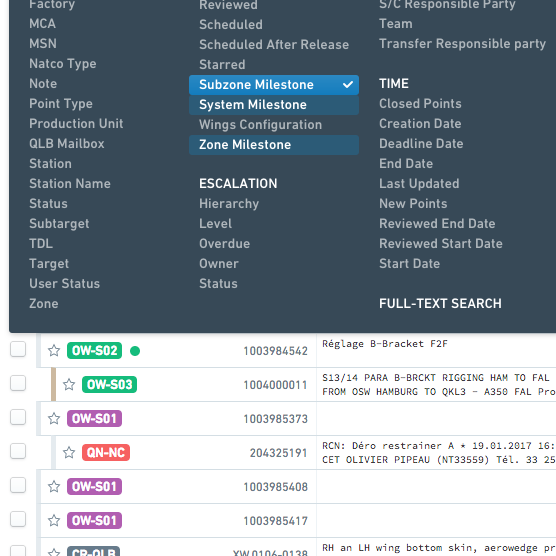 Factory
MCA
MSN
Natco Type
Note
Point Type
Production Unit
QLB Mailbox
Station
Station Name
Status
Subtarget
TDL
Target
User Status
Zone
Reviewed
Scheduled
Scheduled After Release
Starred
Subzone Milestone
System Milestone
Wings Configuration
Zone Milestone
ESCALATION
Hierarchy
Level
Overdue
Owner
Status
S/C Responsible Party
Team
Transfer Responsible party
TIME
Closed Points
Creation Date
Deadline Date
End Date
Last Updated
New Points
Reviewed End Date
Reviewed Start Date
Start Date
FULL-TEXT SEARCH
OW-S02 1003984542 Réglage B-Bracket F2F
OW-S03 1004000011 S13/14 PARA B-BRCKT RIGGING HAM TO FAL
FROM OSW HAMBURG TO QKL3 - A350 FAL Pro
OW-S01 1003985373
QN-NC 204325191 RCN: Déro restrainer A * 19.01.2017 16:
CET OLIVIER PIPEAU (NT33559) Tél. 33 25
OW-S01 1003985408
OW-S01 1003985417
CR-QLB XW.0106-0138 RH an LH wing bottom skin, aerowedge pr